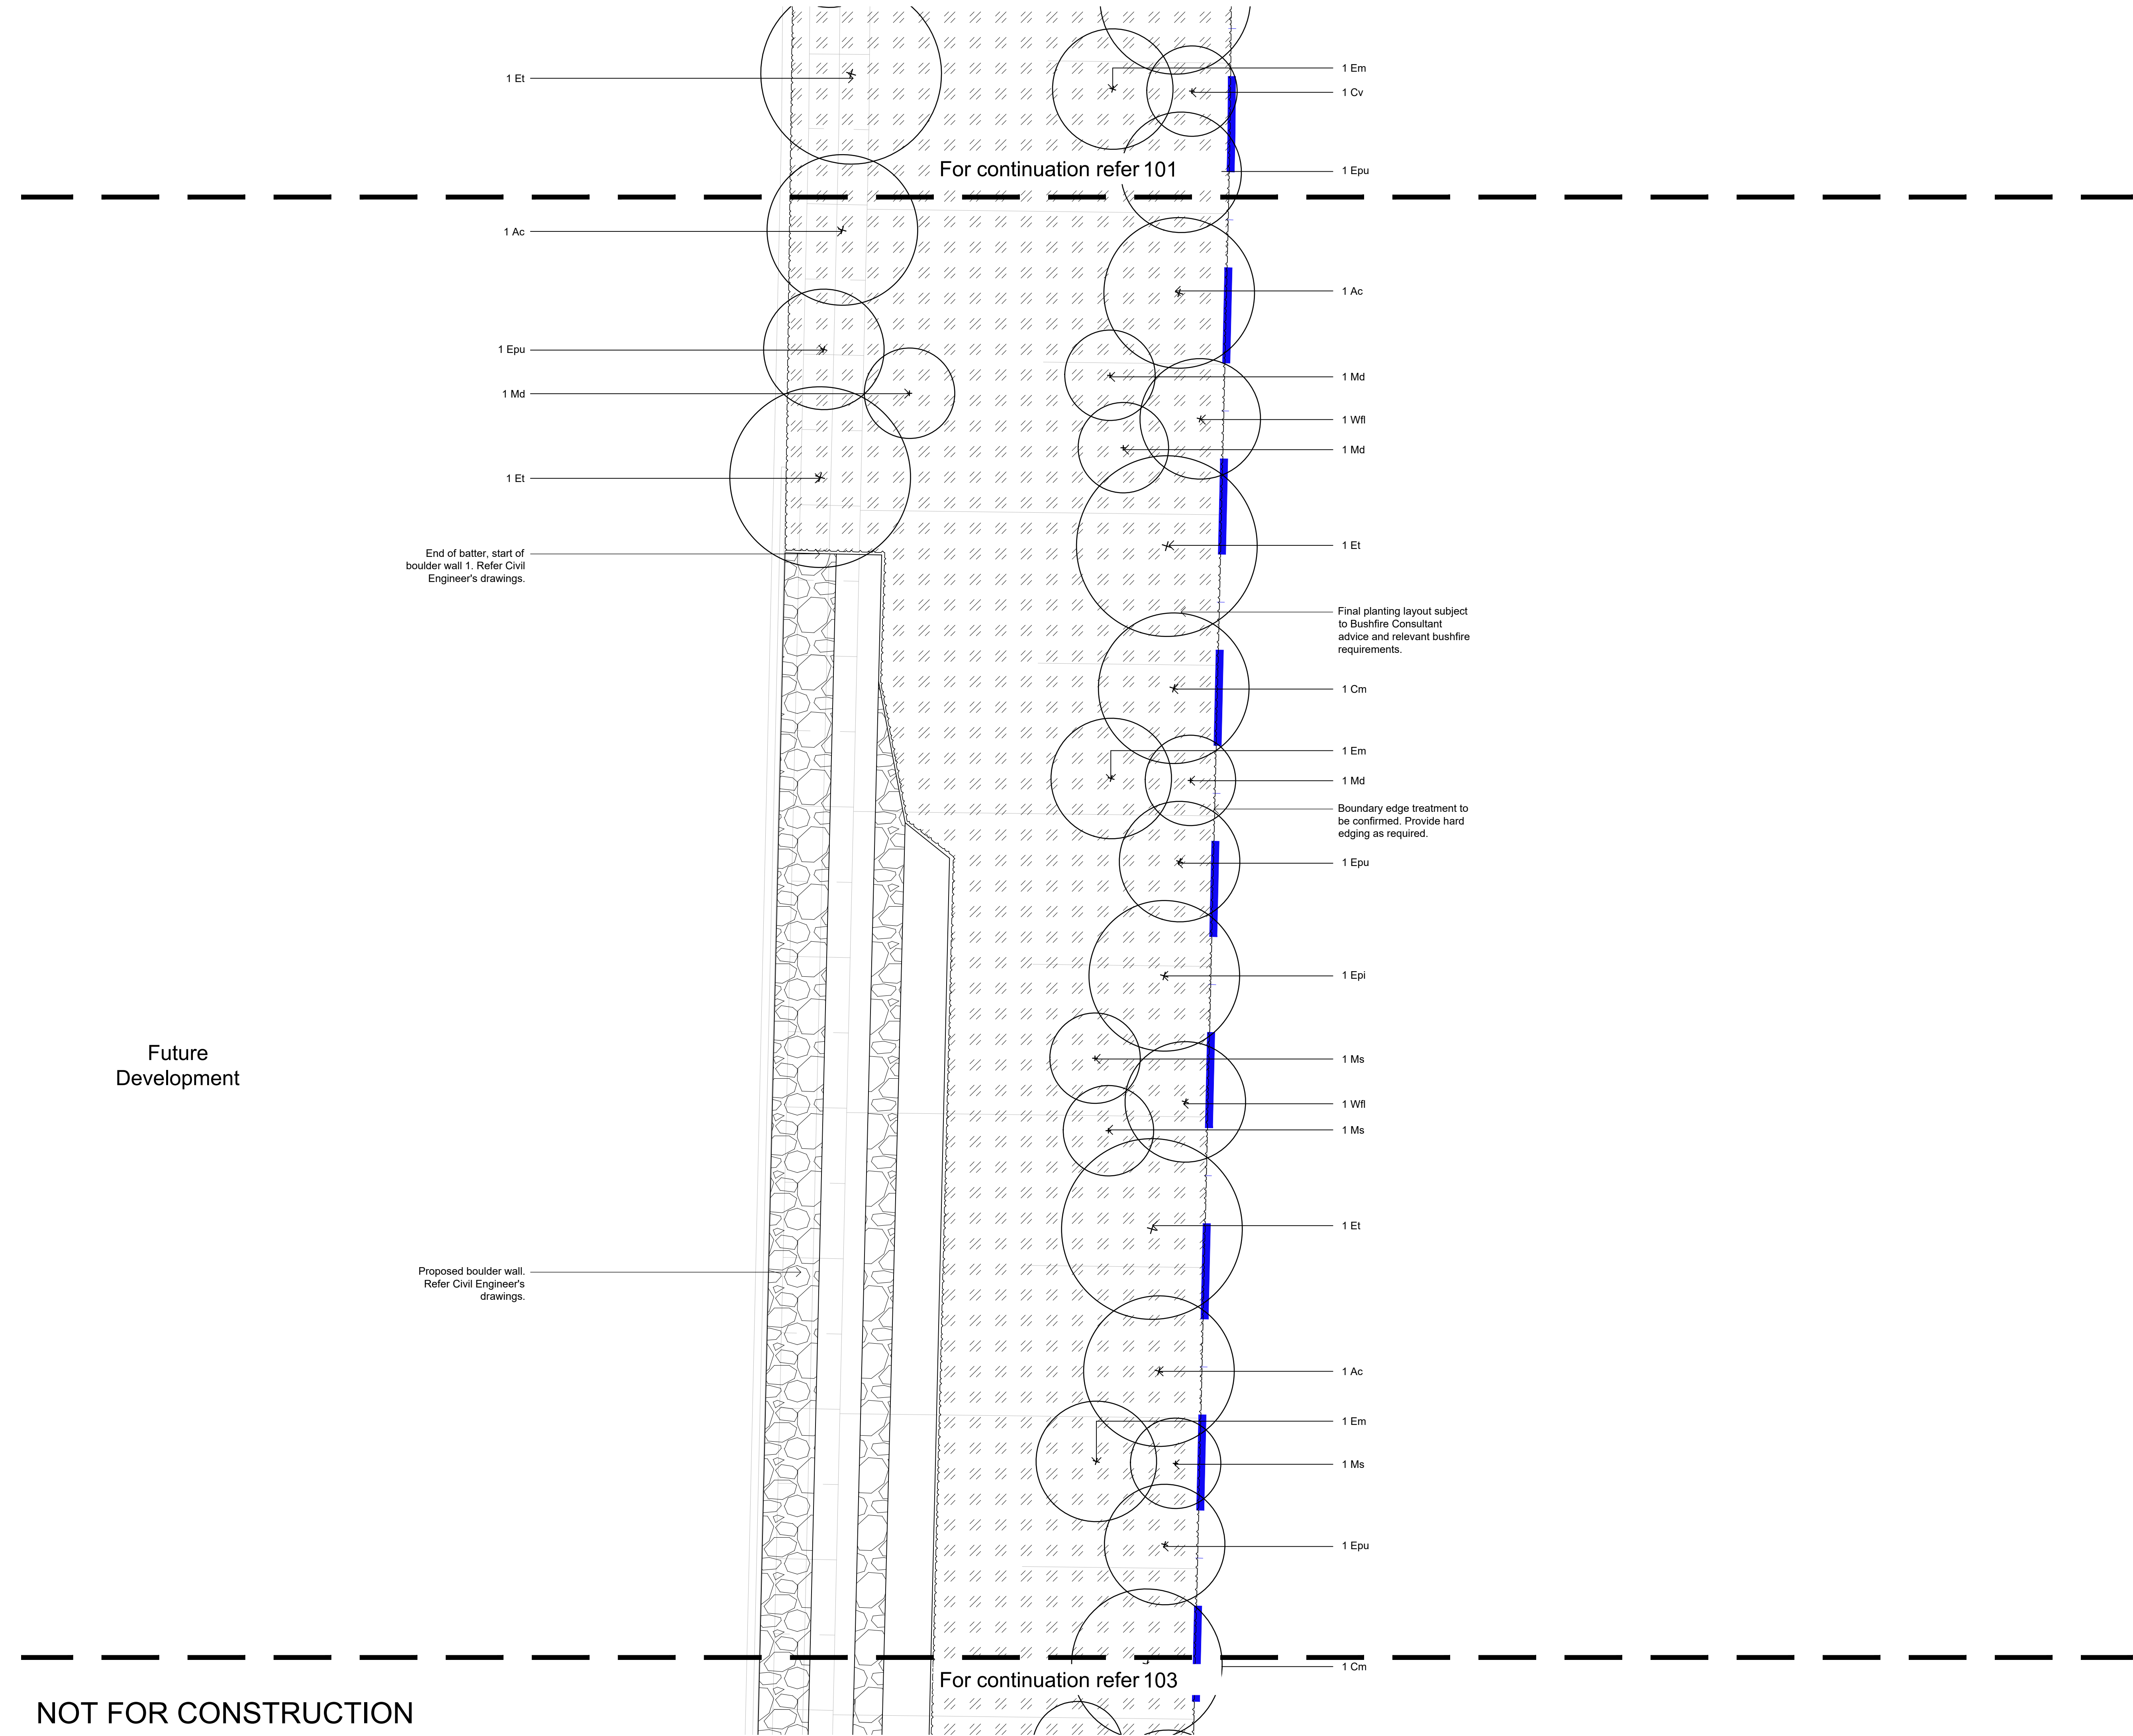 1 Et
1 Em
1 Cv
For continuation refer 101
1 Epu
1 Ac
1 Ac
1 Epu
1 Md
1 Md
1 Wfl
1 Md
1 Et
1 Et
End of batter, start of
boulder wall 1. Refer Civil
Engineer's drawings.
Final planting layout subject
to Bushfire Consultant
advice and relevant bushfire
requirements.
1 Cm
1 Em
1 Md
Boundary edge treatment to
be confirmed. Provide hard
edging as required.
1 Epu
1 Epi
Future
Development
1 Ms
1 Wfl
1 Ms
1 Et
Proposed boulder wall.
Refer Civil Engineer's
drawings.
1 Ac
1 Em
1 Ms
1 Epu
1 Cm
For continuation refer 103
NOT FOR CONSTRUCTION